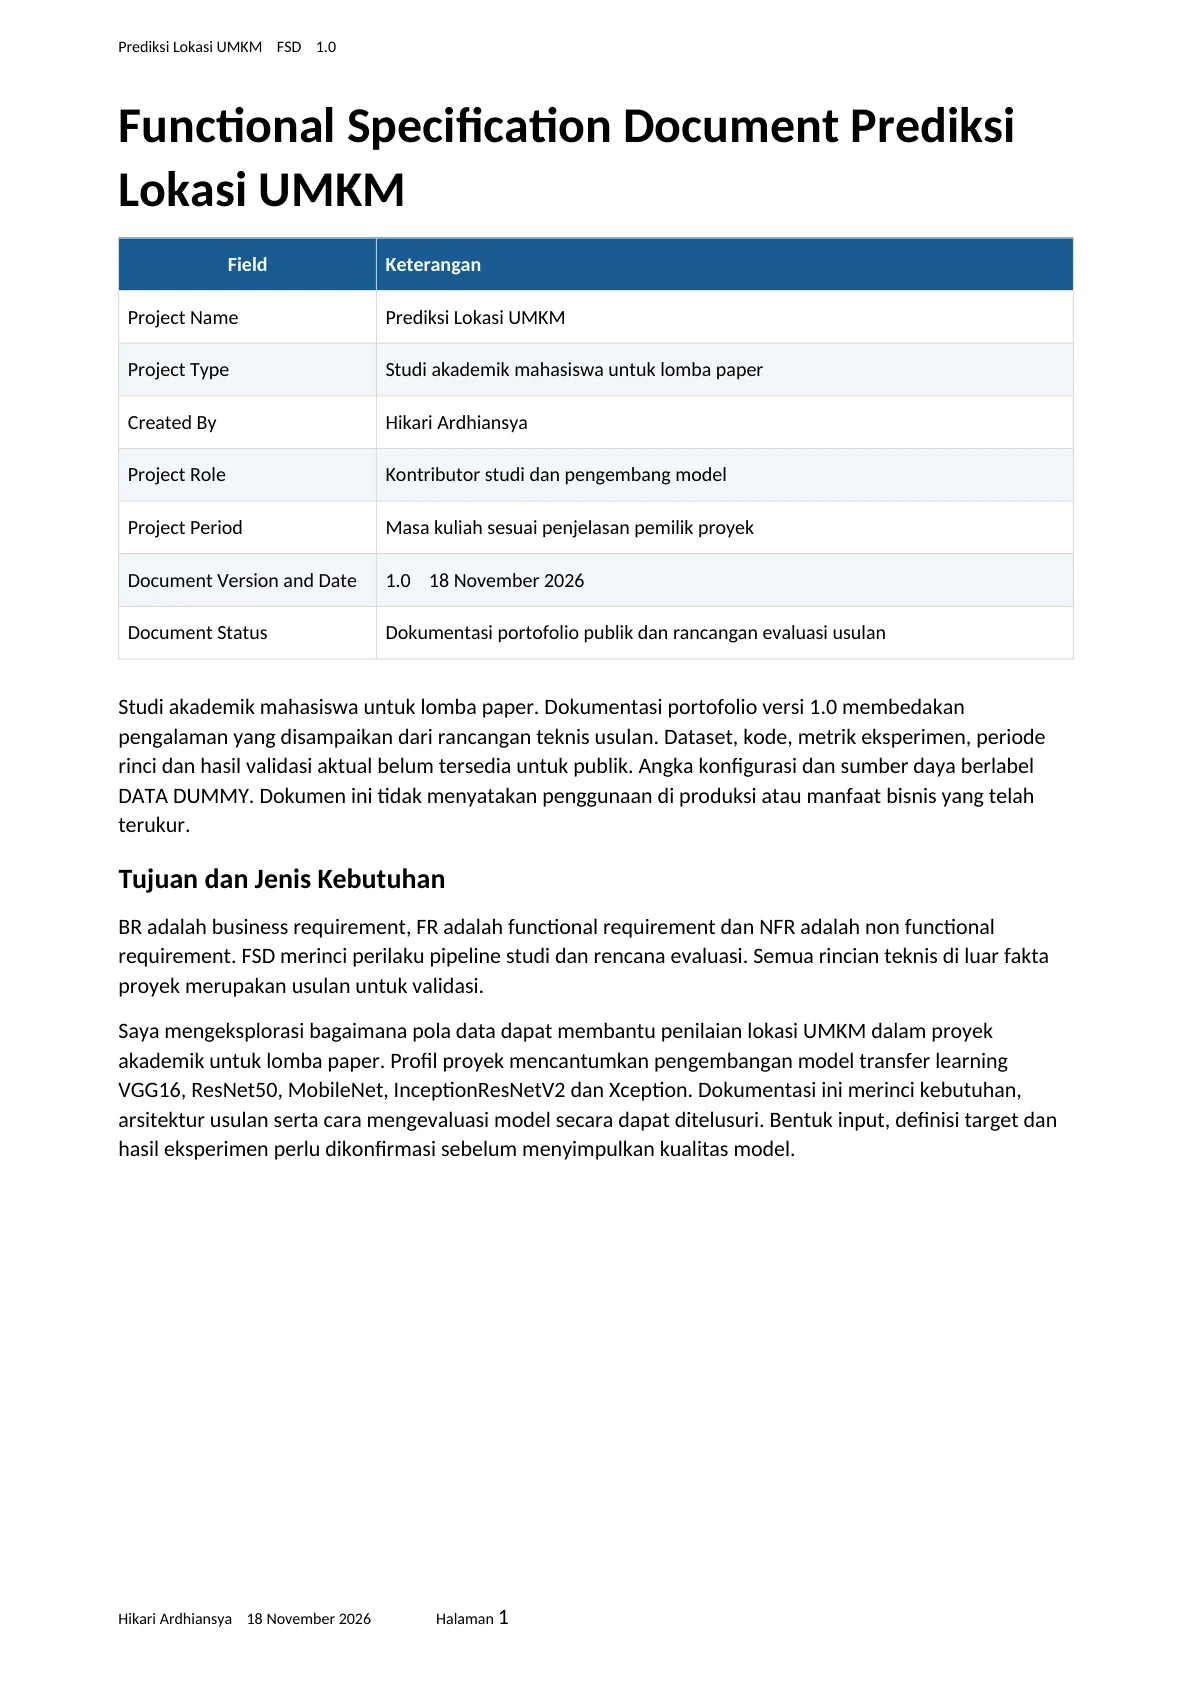 Prediksi Lokasi UMKM FSD 1.0
Functional Specification Document Prediksi
Lokasi UMKM
Field Keterangan
Project Name Prediksi Lokasi UMKM
Project Type Studi akademik mahasiswa untuk lomba paper
Created By Hikari Ardhiansya
Project Role Kontributor studi dan pengembang model
Project Period Masa kuliah sesuai penjelasan pemilik proyek
Document Version and Date 1.0 18 November 2026
Document Status Dokumentasi portofolio publik dan rancangan evaluasi usulan
Studi akademik mahasiswa untuk lomba paper. Dokumentasi portofolio versi 1.0 membedakan
pengalaman yang disampaikan dari rancangan teknis usulan. Dataset, kode, metrik eksperimen, periode
rinci dan hasil validasi aktual belum tersedia untuk publik. Angka konfigurasi dan sumber daya berlabel
DATA DUMMY. Dokumen ini tidak menyatakan penggunaan di produksi atau manfaat bisnis yang telah
terukur.
Tujuan dan Jenis Kebutuhan
BR adalah business requirement, FR adalah functional requirement dan NFR adalah non functional
requirement. FSD merinci perilaku pipeline studi dan rencana evaluasi. Semua rincian teknis di luar fakta
proyek merupakan usulan untuk validasi.
Saya mengeksplorasi bagaimana pola data dapat membantu penilaian lokasi UMKM dalam proyek
akademik untuk lomba paper. Profil proyek mencantumkan pengembangan model transfer learning
VGG16, ResNet50, MobileNet, InceptionResNetV2 dan Xception. Dokumentasi ini merinci kebutuhan,
arsitektur usulan serta cara mengevaluasi model secara dapat ditelusuri. Bentuk input, definisi target dan
hasil eksperimen perlu dikonfirmasi sebelum menyimpulkan kualitas model.
Hikari Ardhiansya 18 November 2026 Halaman 1